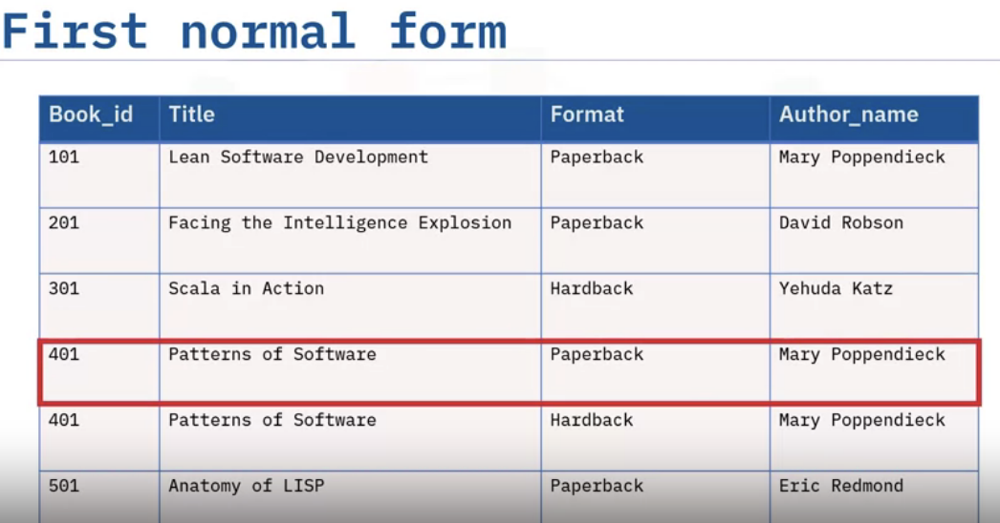 First normal form
Book_id Title Format Author_name
101 Lean Software Development Paperback Mary Poppendieck
201 Facing the Intelligence Explosion Paperback David Robson
301 Scala in Action Hardback Yehuda Katz
401 Patterns of Software Paperback Mary Poppendieck
401 Patterns of Software Hardback Mary Poppendieck
501 Anatomy of LISP Paperback Eric Redmond